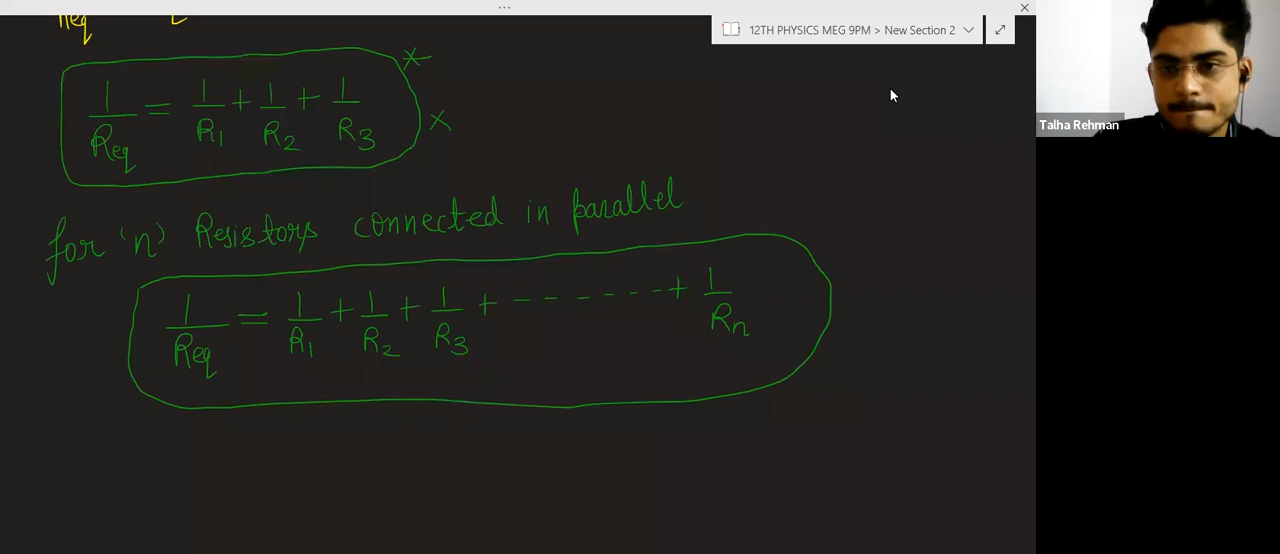 Req
12TH PHYSICS MEG 9PM > New Section 2
Talha Rehman
1/Req = 1/R1 + 1/R2 + 1/R3
for 'n' Resistors connected in parallel
1/Req = 1/R1 + 1/R2 + 1/R3 + ------- + 1/Rn